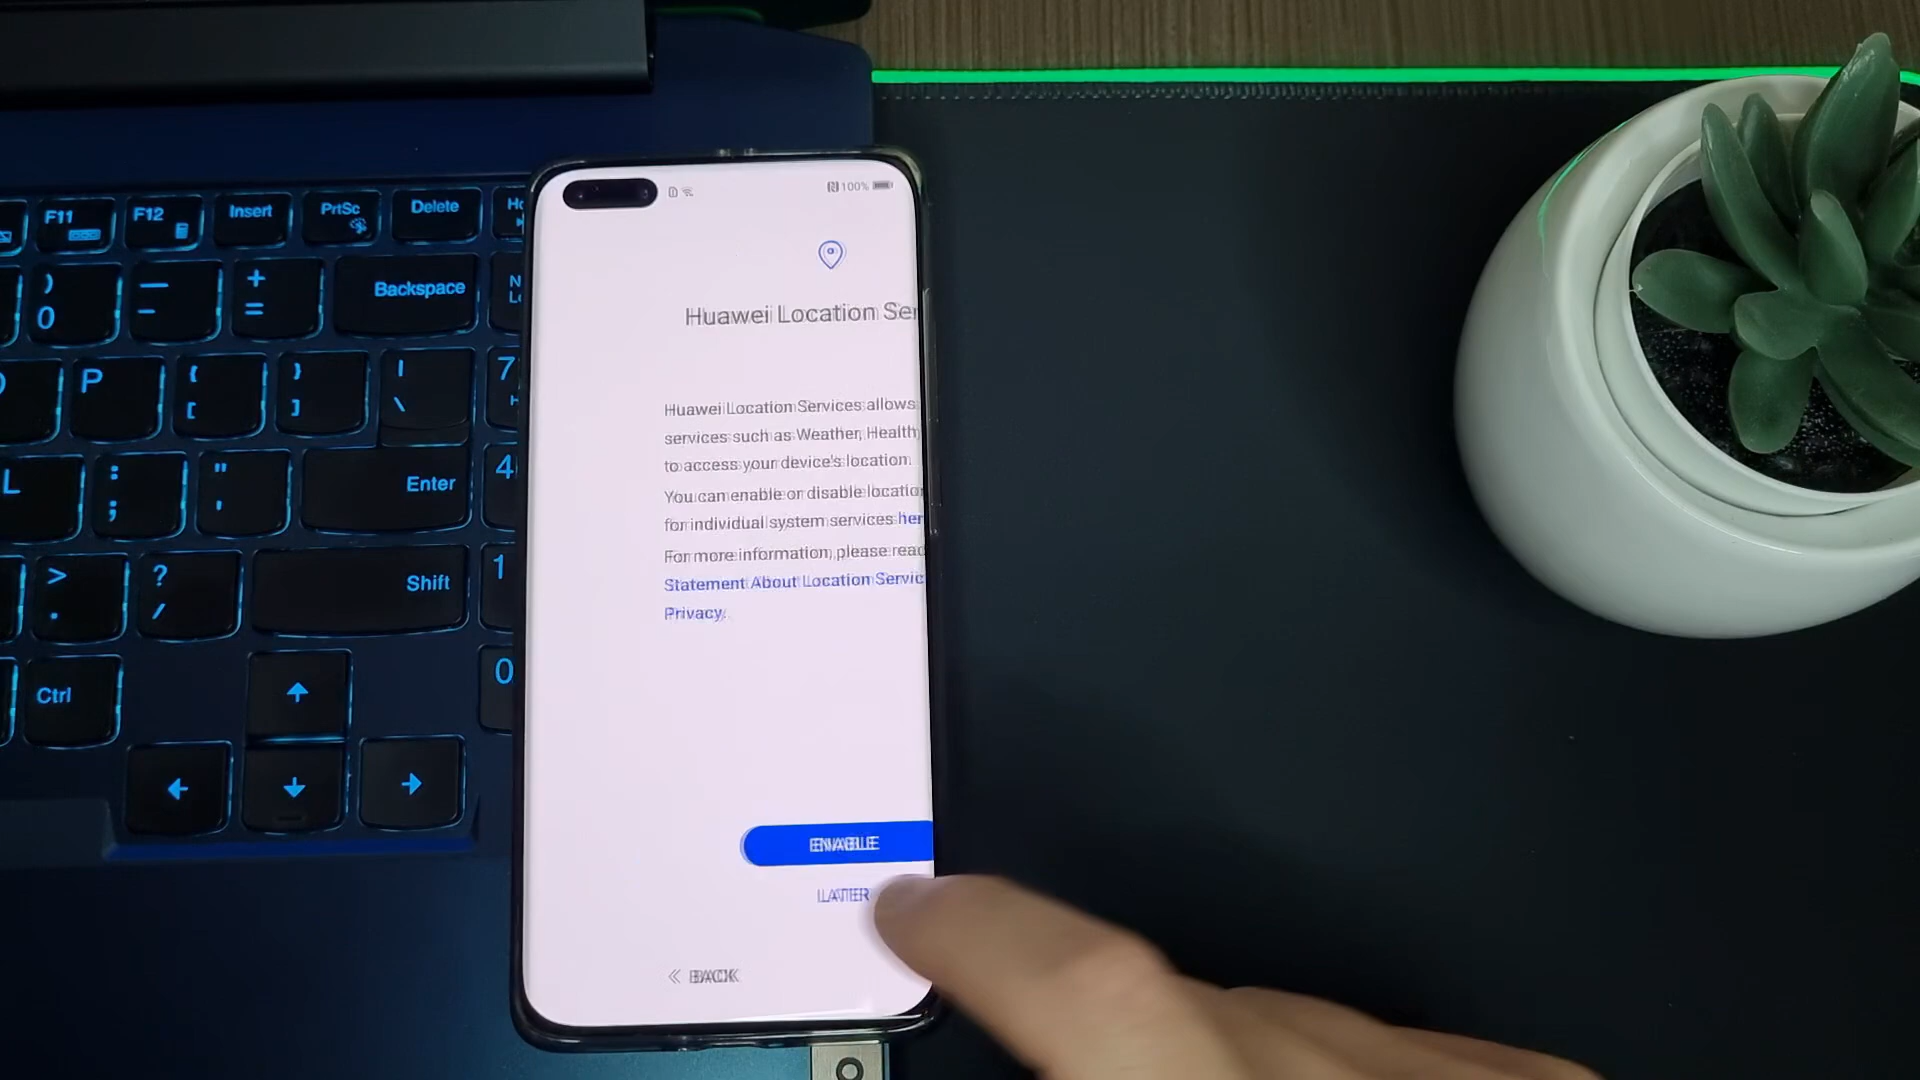 F11
F12
Insert
PrtSc
Delete
)
0
—
-
+
=
Backspace
P
{
[
}
]
|
\
7
L
:
;
"
'
Enter
4
>
.
?
/
Shift
1
Ctrl
0
100%
Huawei Location Ser
Huawei Location Services allows
services such as Weather, Health
to access your device's location.
You can enable or disable location
for individual system services her
For more information, please read
Statement About Location Servic
Privacy.
ENABLE
LATER
« BACK